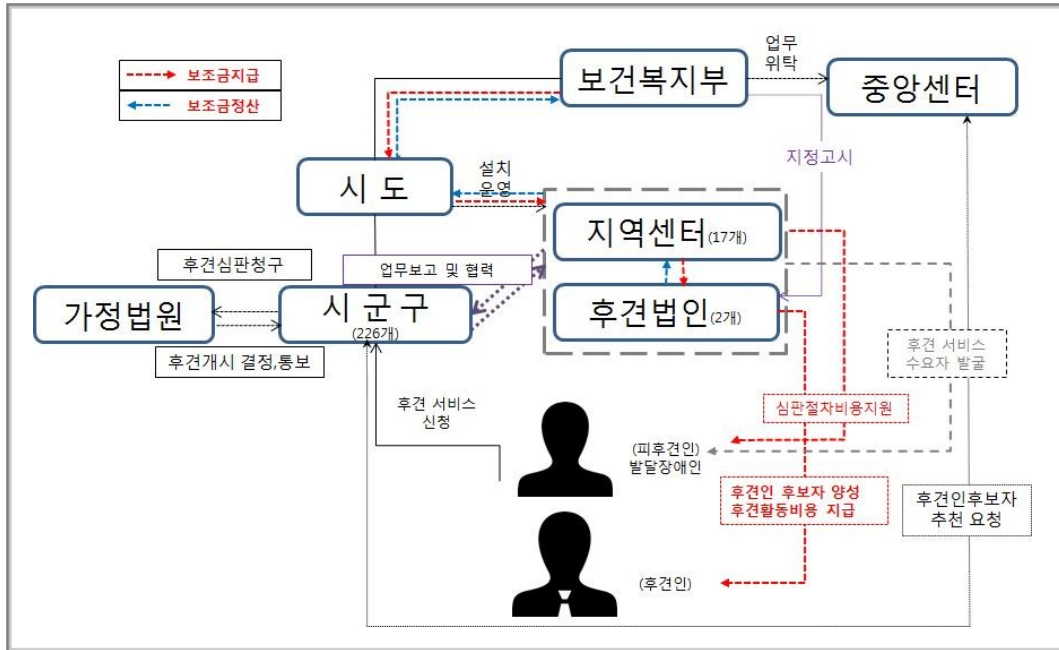 보조금지급
보조금정산
보건복지부
업무
위탁
중앙센터
지정고시
시 도
설치
운영
지역센터(17개)
후견심판청구
업무보고 및 협력
가정법원
시 군 구
(226개)
후견법인(2개)
후견개시 결정,통보
후견 서비스
수요자 발굴
후견 서비스
신청
심판절차비용지원
(피후견인)
발달장애인
후견인 후보자 양성
후견활동비용 지급
후견인후보자
추천 요청
(후견인)